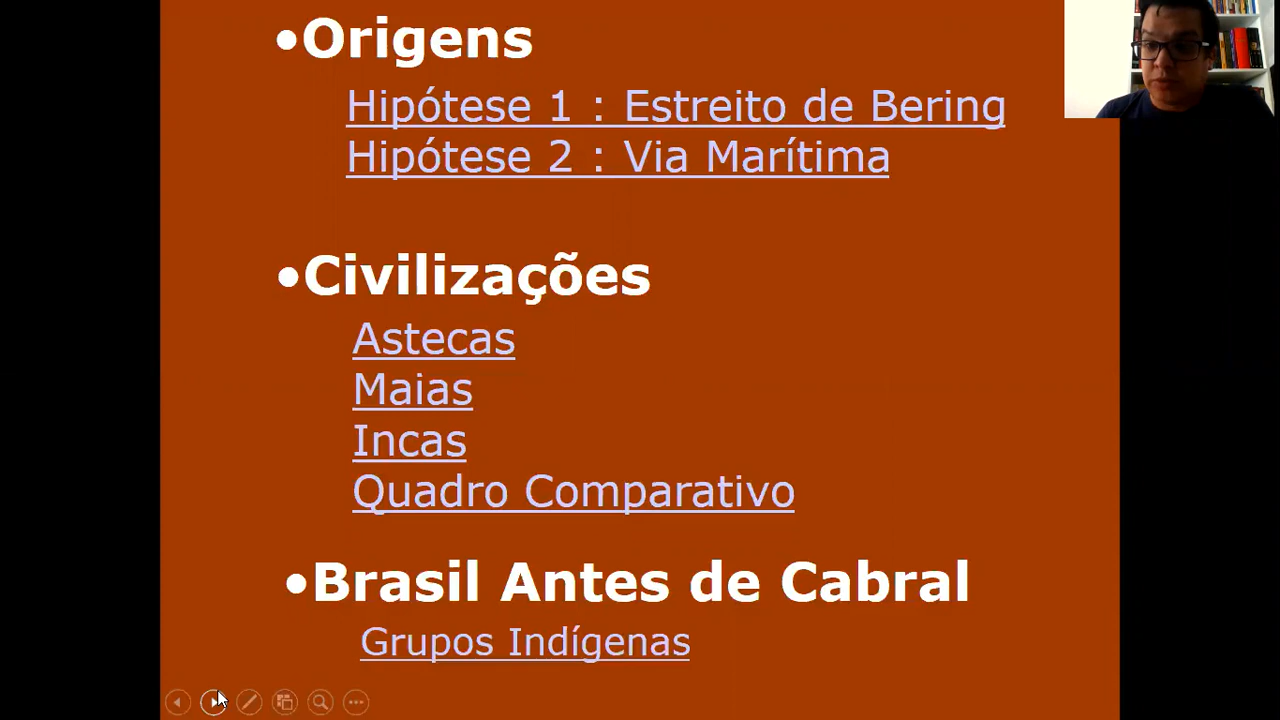 •Origens
Hipótese 1 : Estreito de Bering
Hipótese 2 : Via Marítima
•Civilizações
Astecas
Maias
Incas
Quadro Comparativo
•Brasil Antes de Cabral
Grupos Indígenas